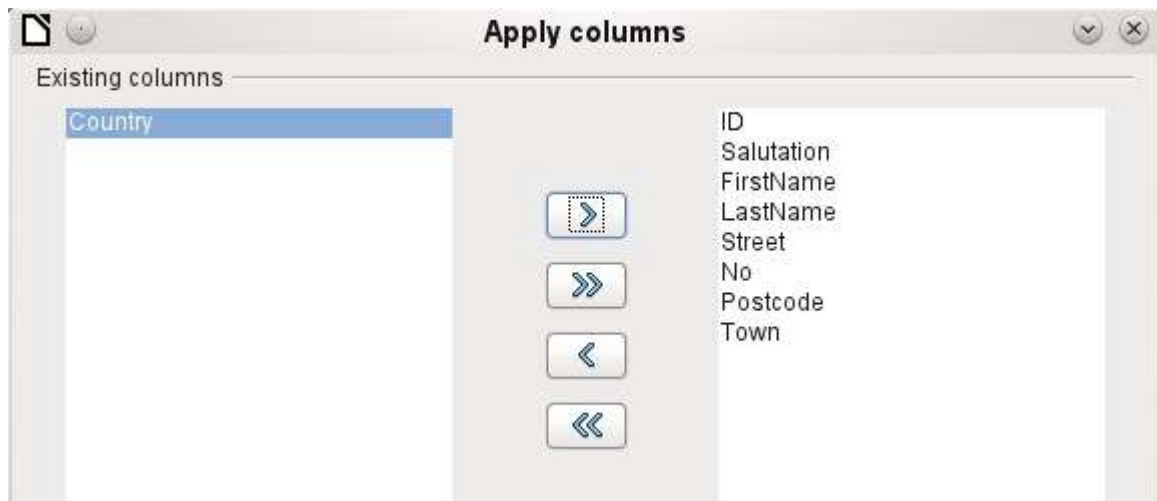 Apply columns
Existing columns
Country
ID
Salutation
FirstName
LastName
Street
No
Postcode
Town